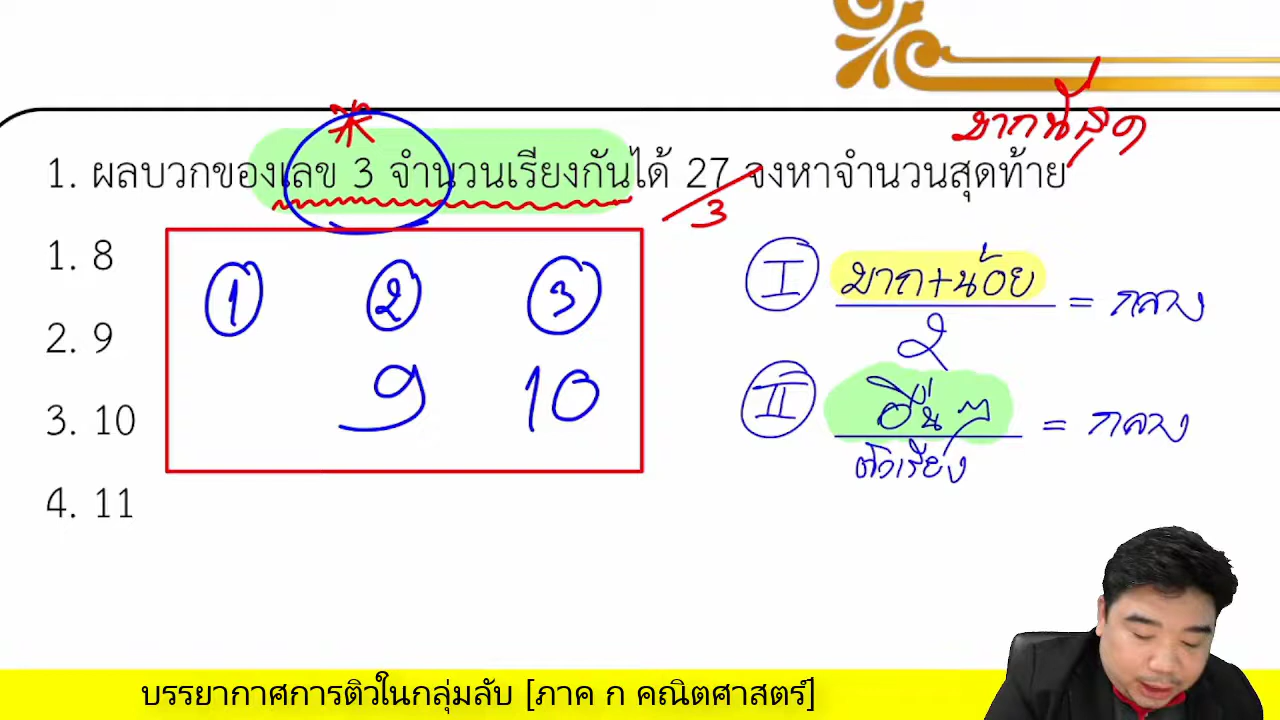 มากที่สุด
1. ผลบวกของเลข 3 จำนวนเรียงกันได้ 27 จงหาจำนวนสุดท้าย
3
1. 8
2. 9
3. 10
4. 11
1 2 3
9 10
I มาก+น้อย = กลาง
2
II อื่น ๆ = กลาง
ตัวเรียง
บรรยากาศการติวในกลุ่มลับ [ภาค ก คณิตศาสตร์]